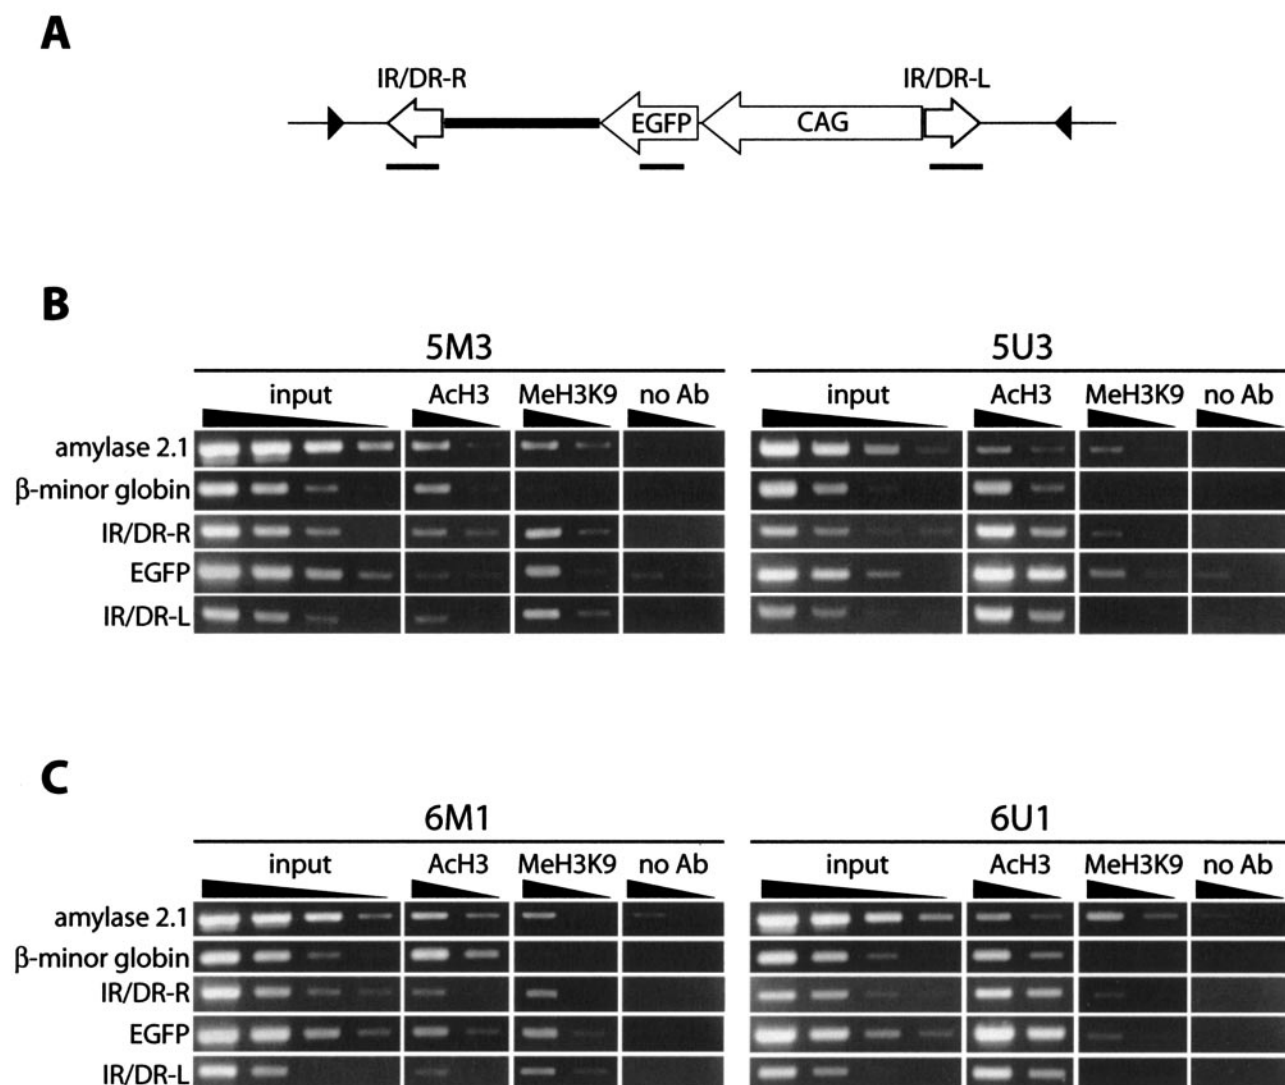 A
IR/DR-R
IR/DR-L
EGFP
CAG
B
5M3
5U3
input
AcH3
MeH3K9
no Ab
input
AcH3
MeH3K9
no Ab
amylase 2.1
β-minor globin
IR/DR-R
EGFP
IR/DR-L
C
6M1
6U1
input
AcH3
MeH3K9
no Ab
input
AcH3
MeH3K9
no Ab
amylase 2.1
β-minor globin
IR/DR-R
EGFP
IR/DR-L